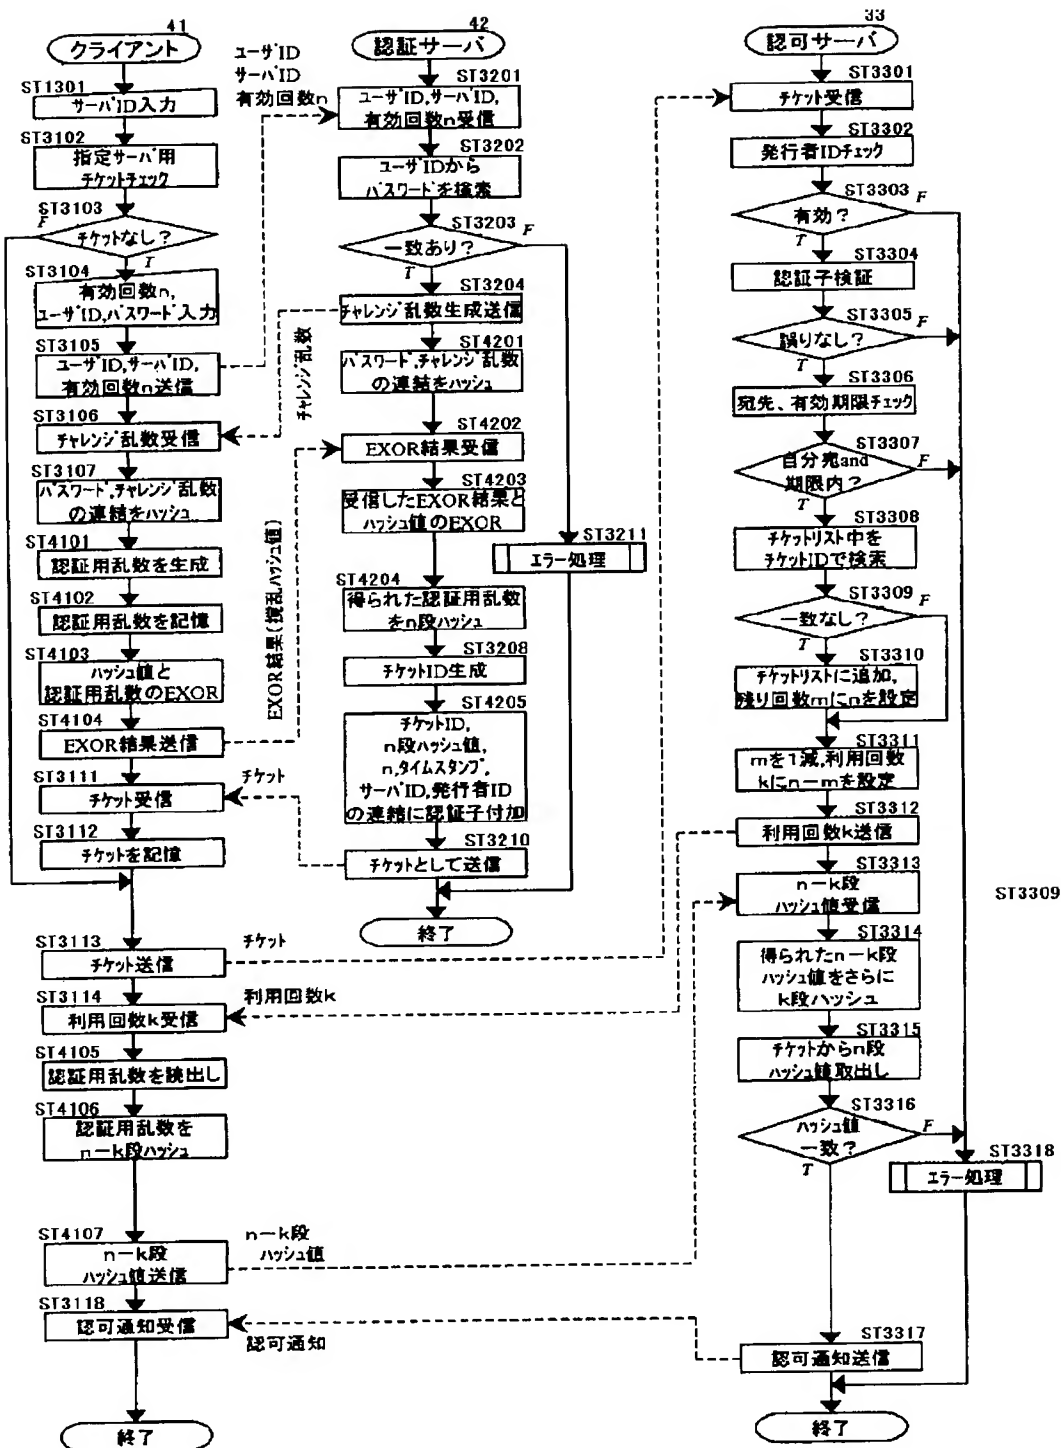 41
クライアント
ST1301
サーバID入力
ST3102
指定サーバ用
チケットチェック
ST3103
F
チケットなし?
T
ST3104
有効回数n,
ユーザID,パスワード入力
ST3105
ユーザID,サーバID,
有効回数n送信
ST3106
チャレンジ乱数受信
ST3107
パスワード,チャレンジ乱数
の連結をハッシュ
ST4101
認証用乱数を生成
ST4102
認証用乱数を記憶
ST4103
ハッシュ値と
認証用乱数のEXOR
ST4104
EXOR結果送信
ST3111
チケット受信
ST3112
チケットを記憶
ST3113
チケット送信
ST3114
利用回数k受信
ST4105
認証用乱数を読出し
ST4106
認証用乱数を
n-k段ハッシュ
ST4107
n-k段
ハッシュ値送信
ST3118
認可通知受信
終了
ユーザID
サーバID
有効回数n
チャレンジ乱数
EXOR結果(撹乱ハッシュ値)
チケット
チケット
利用回数k
n-k段
ハッシュ値
認可通知
42
認証サーバ
ST3201
ユーザID,サーバID,
有効回数n受信
ST3202
ユーザIDから
パスワードを検索
ST3203
一致あり?
F
T
ST3204
チャレンジ乱数生成送信
ST4201
パスワード,チャレンジ乱数
の連結をハッシュ
ST4202
EXOR結果受信
ST4203
受信したEXOR結果と
ハッシュ値のEXOR
ST3211
エラー処理
ST4204
得られた認証用乱数
をn段ハッシュ
ST3208
チケットID生成
ST4205
チケットID,
n段ハッシュ値,
n,タイムスタンプ,
サーバID,発行者ID
の連結に認証子付加
ST3210
チケットとして送信
終了
33
認可サーバ
ST3301
チケット受信
ST3302
発行者IDチェック
ST3303
有効?
F
T
ST3304
認証子検証
ST3305
誤りなし?
F
T
ST3306
宛先、有効期限チェック
ST3307
自分宛and
期限内?
F
T
ST3308
チケットリスト中を
チケットIDで検索
ST3309
一致なし?
F
T
ST3310
チケットリストに追加,
残り回数mにnを設定
ST3311
mを1減,利用回数
kにn-mを設定
ST3312
利用回数k送信
ST3313
n-k段
ハッシュ値受信
ST3314
得られたn-k段
ハッシュ値をさらに
k段ハッシュ
ST3315
チケットからn段
ハッシュ値取出し
ST3316
ハッシュ値
一致?
F
T
ST3318
エラー処理
ST3317
認可通知送信
終了
ST3309